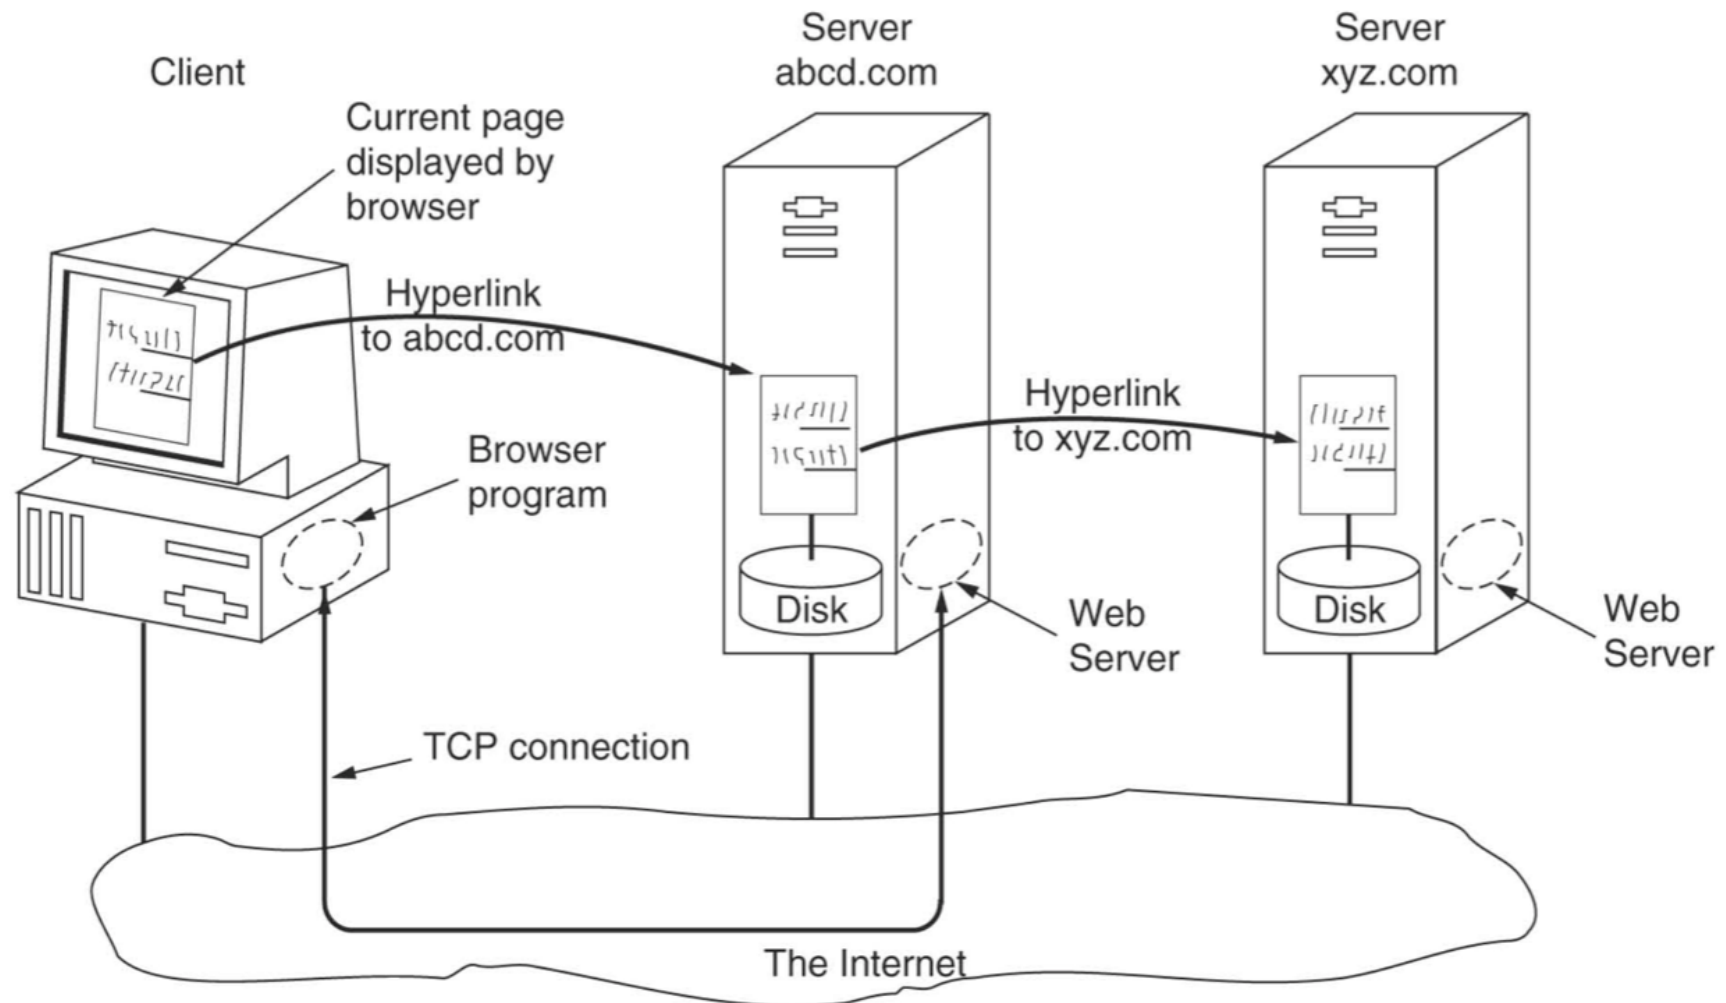 Client
Server
abcd.com
Server
xyz.com
Current page
displayed by
browser
Hyperlink
to abcd.com
Hyperlink
to xyz.com
Browser
program
Disk
Web
Server
Disk
Web
Server
TCP connection
The Internet